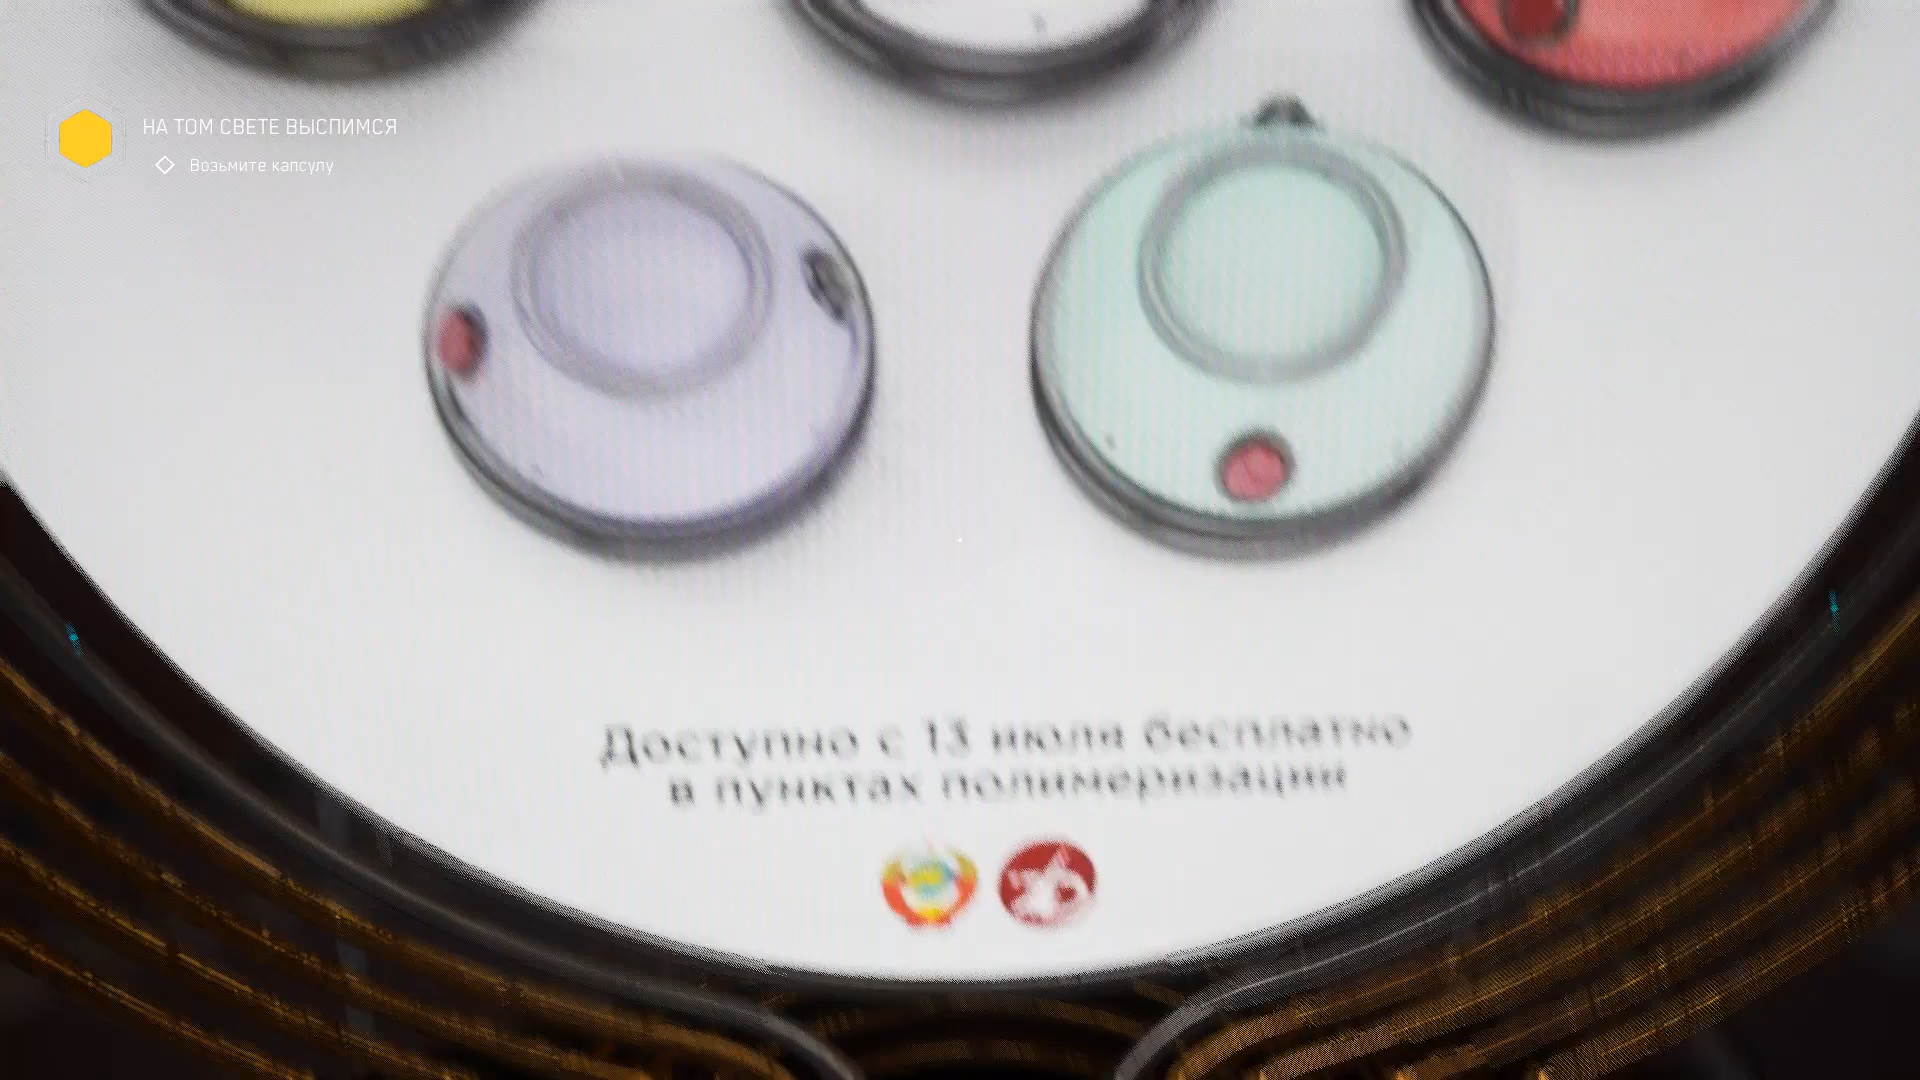 НА ТОМ СВЕТЕ ВЫСПИМСЯ
Возьмите капсулу
Доступно с 13 июля бесплатно
в пунктах полимеризации